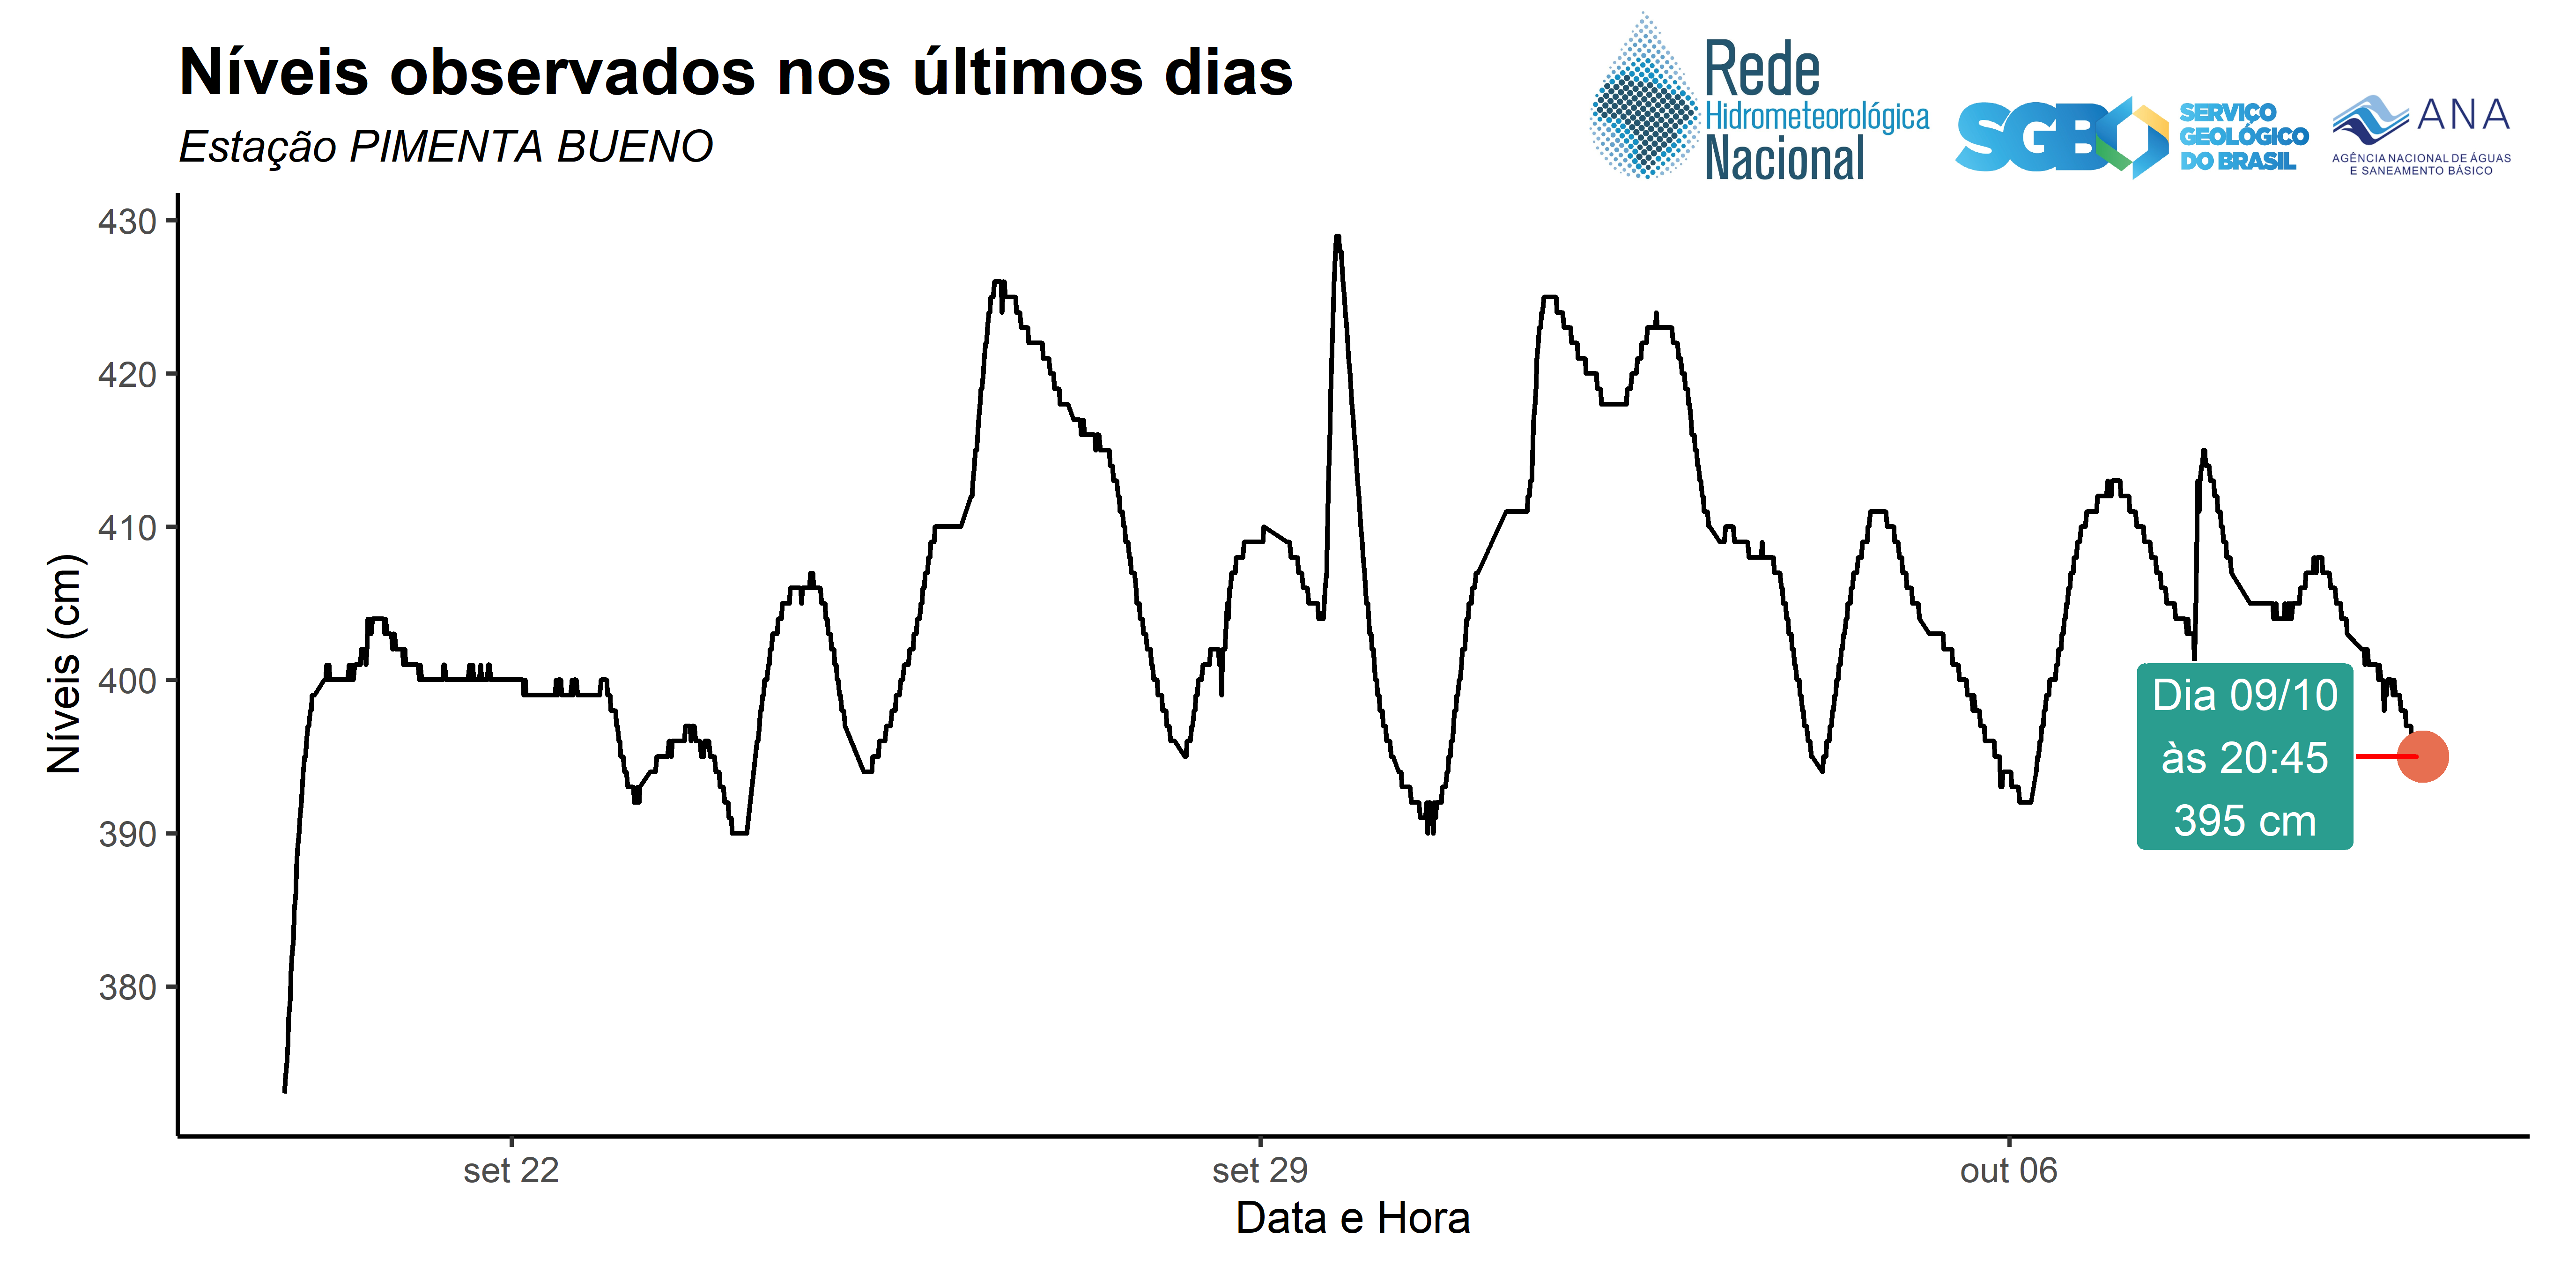 Níveis observados nos últimos dias
Estação PIMENTA BUENO
Rede
Hidrometeorológica
Nacional
SGB
SERVIÇO
GEOLÓGICO
DO BRASIL
ANA
AGÊNCIA NACIONAL DE ÁGUAS
E SANEAMENTO BÁSICO
Níveis (cm)
430
420
410
400
390
380
Dia 09/10
às 20:45
395 cm
set 22
set 29
out 06
Data e Hora